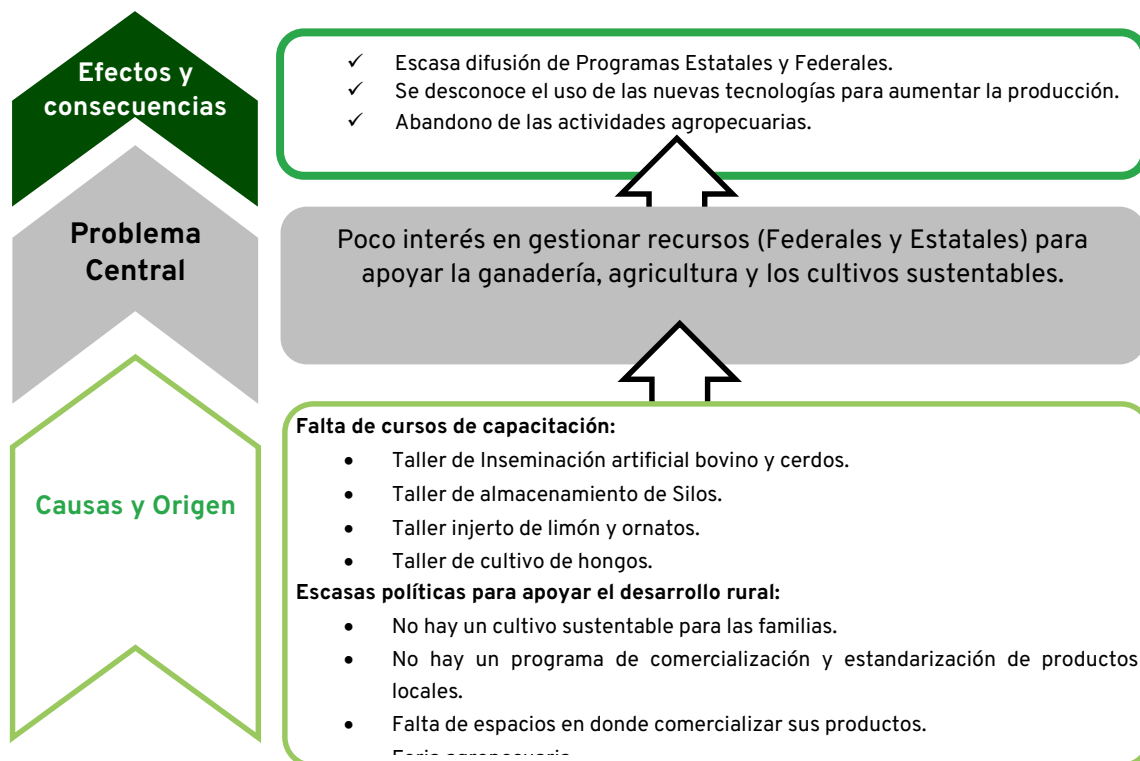 Efectos y
consecuencias
✓ Escasa difusión de Programas Estatales y Federales.
✓ Se desconoce el uso de las nuevas tecnologías para aumentar la producción.
✓ Abandono de las actividades agropecuarias.
Problema
Central
Poco interés en gestionar recursos (Federales y Estatales) para
apoyar la ganadería, agricultura y los cultivos sustentables.
Causas y Origen
Falta de cursos de capacitación:
• Taller de Inseminación artificial bovino y cerdos.
• Taller de almacenamiento de Silos.
• Taller injerto de limón y ornatos.
• Taller de cultivo de hongos.
Escasas políticas para apoyar el desarrollo rural:
• No hay un cultivo sustentable para las familias.
• No hay un programa de comercialización y estandarización de productos
locales.
• Falta de espacios en donde comercializar sus productos.